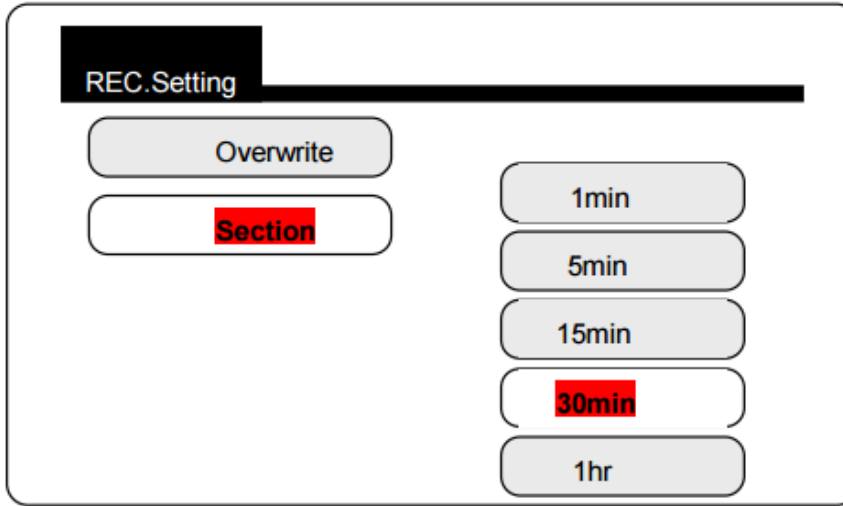 REC.Setting
Overwrite
Section
1min
5min
15min
30min
1hr